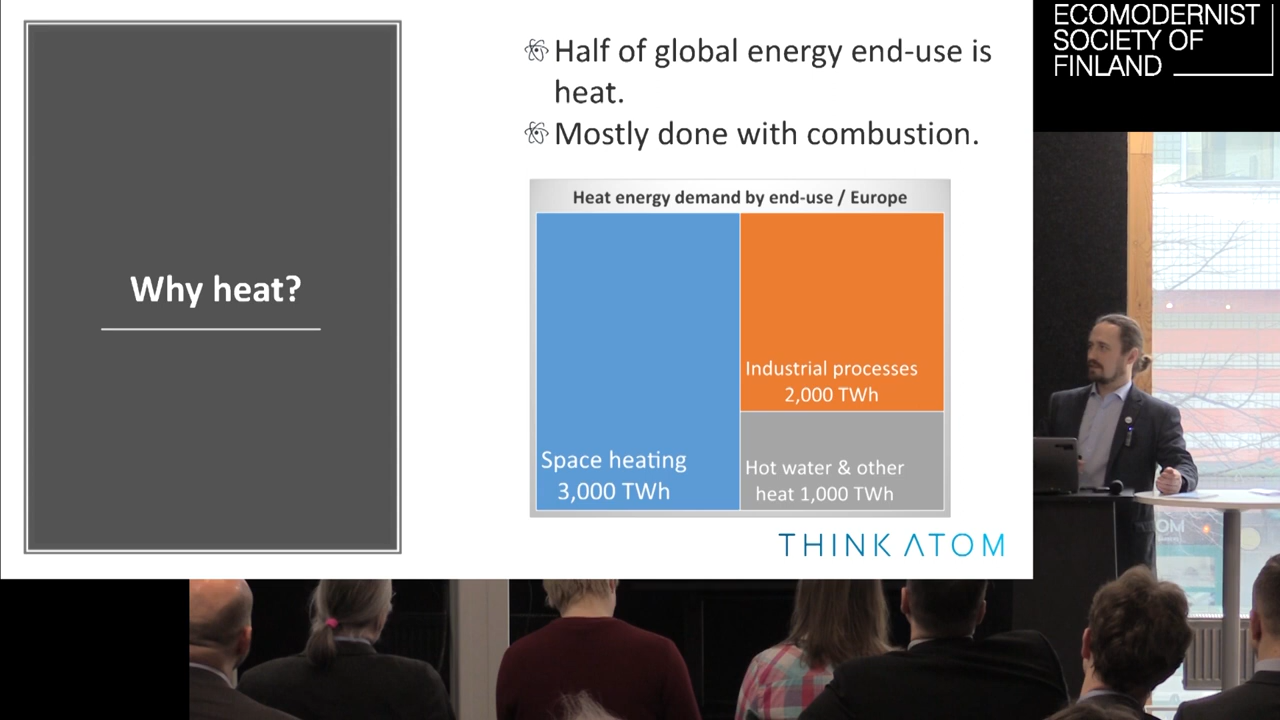 Why heat?
Half of global energy end-use is
heat.
Mostly done with combustion.
Heat energy demand by end-use / Europe
Space heating
3,000 TWh
Industrial processes
2,000 TWh
Hot water & other
heat 1,000 TWh
THINK ATOM
ECOMODERNIST
SOCIETY OF
FINLAND